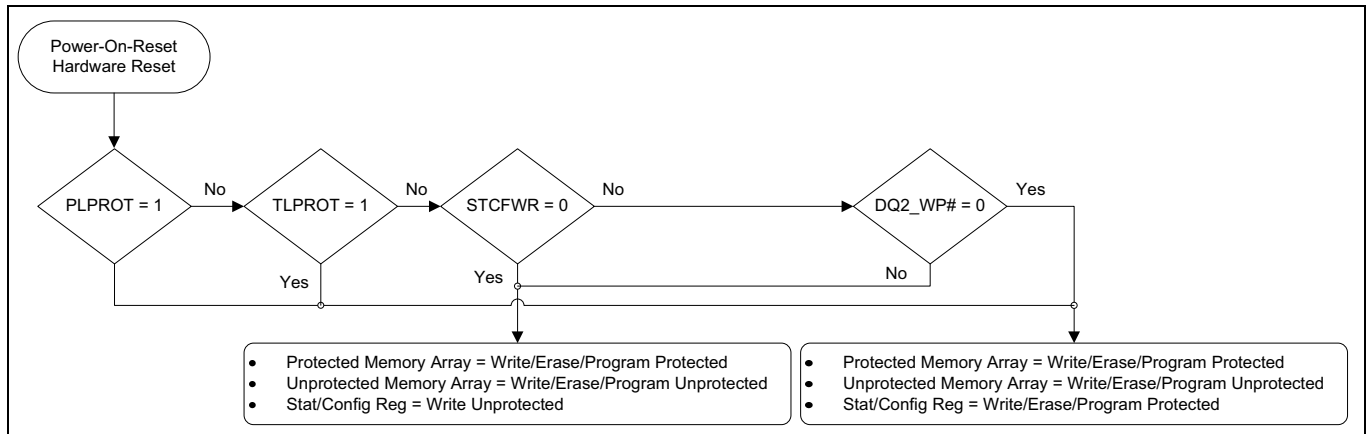 Power-On-Reset
Hardware Reset
PLPROT = 1
No
TLPROT = 1
No
STCFWR = 0
No
DQ2_WP# = 0
Yes
Yes
Yes
No
• Protected Memory Array = Write/Erase/Program Protected
• Unprotected Memory Array = Write/Erase/Program Unprotected
• Stat/Config Reg = Write Unprotected
• Protected Memory Array = Write/Erase/Program Protected
• Unprotected Memory Array = Write/Erase/Program Unprotected
• Stat/Config Reg = Write/Erase/Program Protected